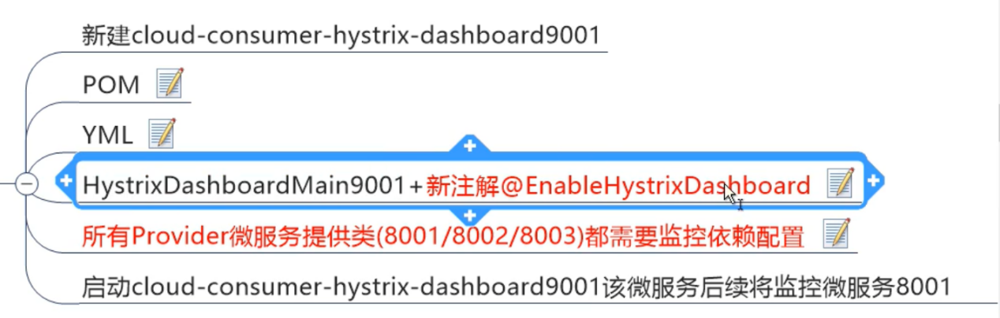 新建cloud-consumer-hystrix-dashboard9001
POM
YML
HystrixDashboardMain9001+新注解@EnableHystrixDashboard
所有Provider微服务提供类(8001/8002/8003)都需要监控依赖配置
启动cloud-consumer-hystrix-dashboard9001该微服务后续将监控微服务8001